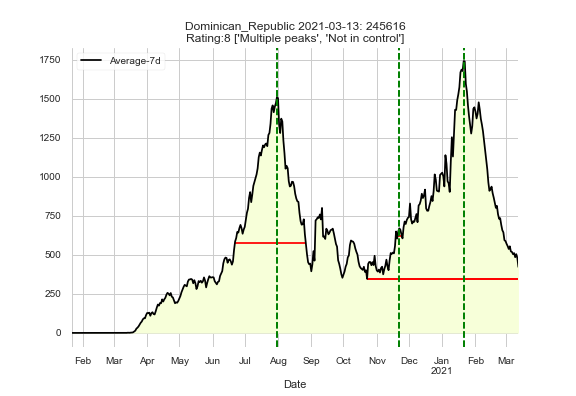 Dominican_Republic 2021-03-13: 245616
Rating:8 ['Multiple peaks', 'Not in control']
Average-7d
1750
1500
1250
1000
750
500
250
0
Feb Mar Apr May Jun Jul Aug Sep Oct Nov Dec Jan Feb Mar
2021
Date